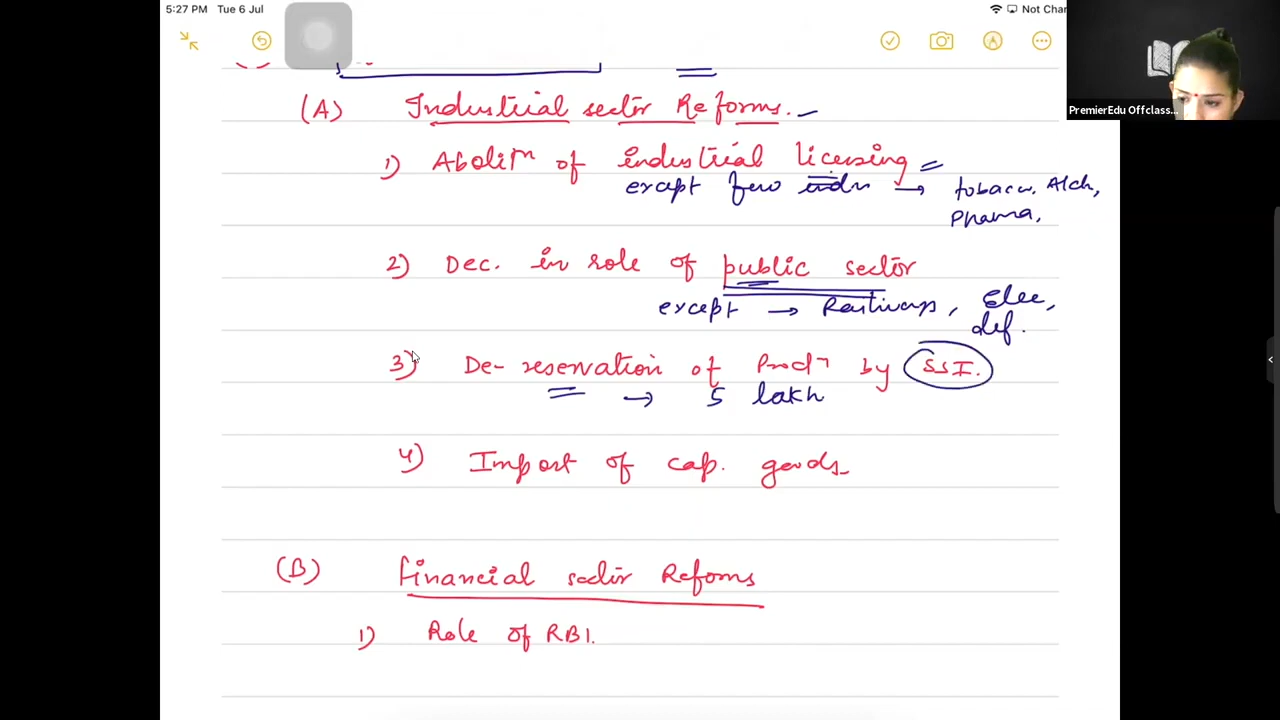 5:27 PM Tue 6 Jul
Not Char
PremierEdu Offclass...
(A) Industrial sector Reforms.
1) Abolitn of industrial licensing
except few indu → tobacco, Alch,
Pharma,
2) Dec. in role of public sector
except → Railways, Elec,
def.
3) De-reservation of Prodn by SSI.
→ 5 lakh
4) Import of cap. goods
(B) Financial sector Reforms
1) Role of RBI.